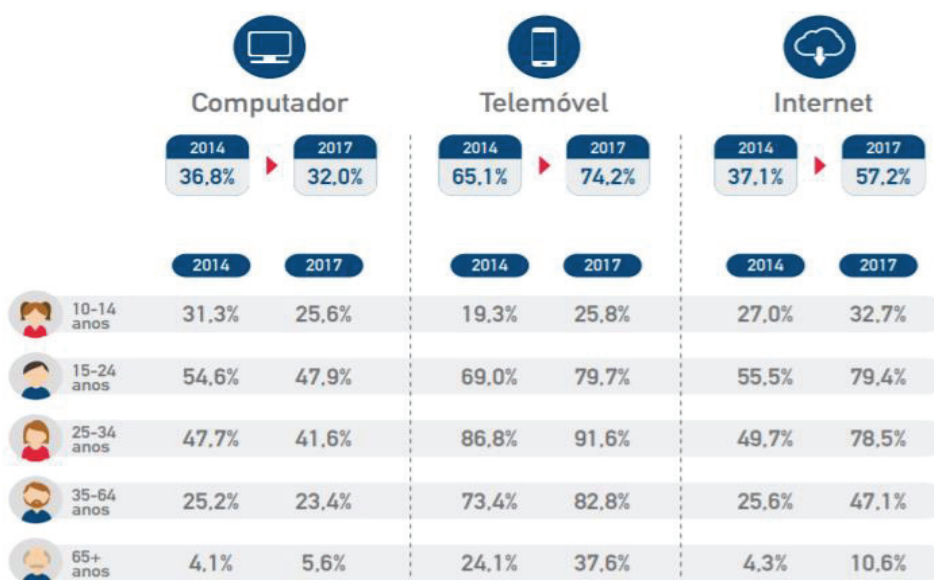 Computador Telemóvel Internet
2014 2017 2014 2017 2014 2017
36,8% 32,0% 65,1% 74,2% 37,1% 57,2%
2014 2017 2014 2017 2014 2017
10-14
anos
31,3% 25,6% 19,3% 25,8% 27,0% 32,7%
15-24
anos
54,6% 47,9% 69,0% 79,7% 55,5% 79,4%
25-34
anos
47,7% 41,6% 86,8% 91,6% 49,7% 78,5%
35-64
anos
25,2% 23,4% 73,4% 82,8% 25,6% 47,1%
65+
anos
4,1% 5,6% 24,1% 37,6% 4,3% 10,6%